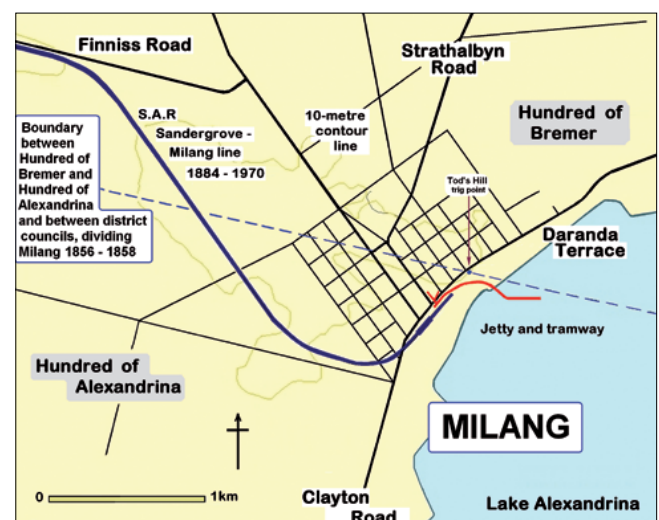 Finniss Road
Strathalbyn
Road
S.A.R
Sandergrove -
Milang line
1884 - 1970
10-metre
contour
line
Hundred of
Bremer
Boundary
between
Hundred of
Bremer and
Hundred of
Alexandrina
and between district
councils, dividing
Milang 1856 - 1858
Tod's Hill
trig point
Daranda
Terrace
Jetty and tramway
Hundred of
Alexandrina
MILANG
0
1km
Clayton
Road
Lake Alexandrina